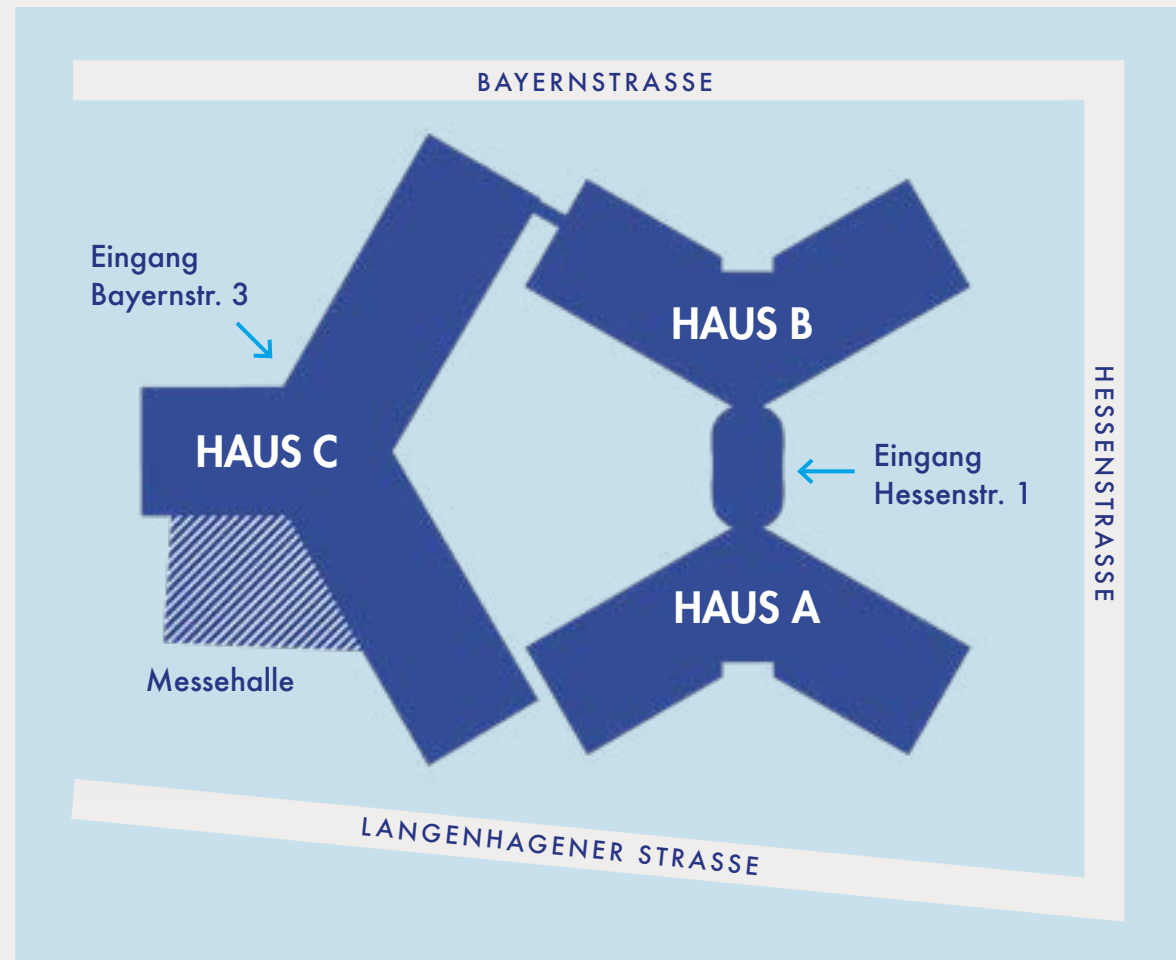 BAYERNSTRASSE
Eingang
Bayernstr. 3
HAUS B
HAUS C
HESSENSTRASSE
Eingang
Hessenstr. 1
HAUS A
Messehalle
LANGENHAGENER STRASSE